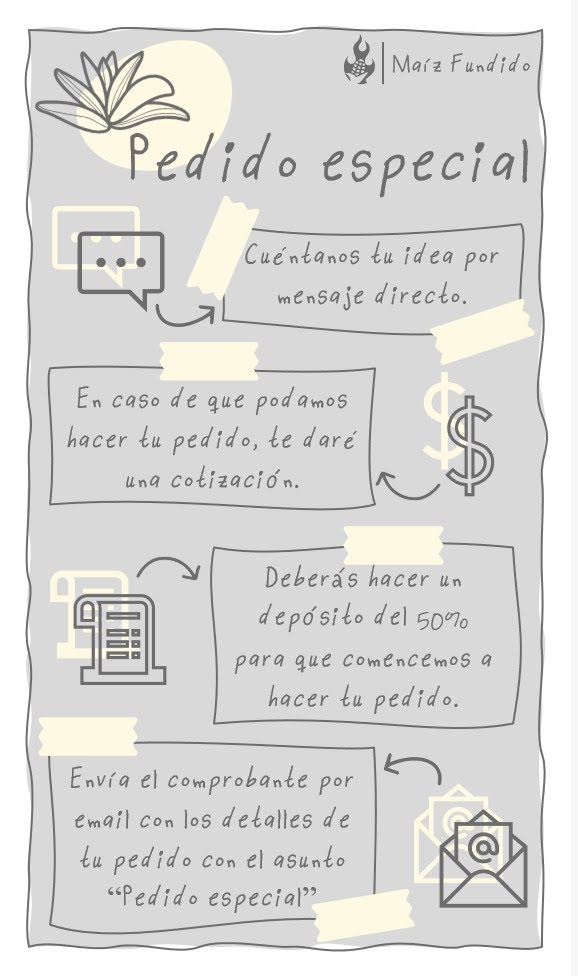 Maíz Fundido
Pedido especial
Cuéntanos tu idea por
mensaje directo.
En caso de que podamos
hacer tu pedido, te daré
una cotización.
$
$
Deberás hacer un
depósito del 50%
para que comencemos a
hacer tu pedido.
Envía el comprobante por
email con los detalles de
tu pedido con el asunto
“Pedido especial”
@
@